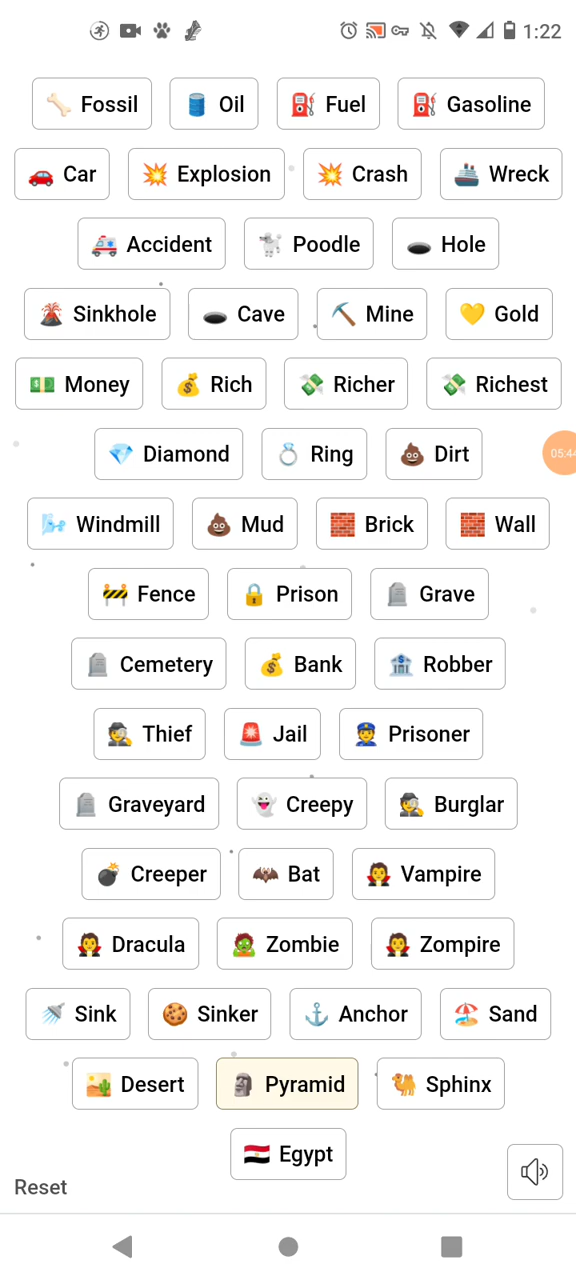 1:22
Fossil Oil Fuel Gasoline
Car Explosion Crash Wreck
Accident Poodle Hole
Sinkhole Cave Mine Gold
Money Rich Richer Richest
Diamond Ring Dirt
05:44
Windmill Mud Brick Wall
Fence Prison Grave
Cemetery Bank Robber
Thief Jail Prisoner
Graveyard Creepy Burglar
Creeper Bat Vampire
Dracula Zombie Zompire
Sink Sinker Anchor Sand
Desert Pyramid Sphinx
Egypt
Reset